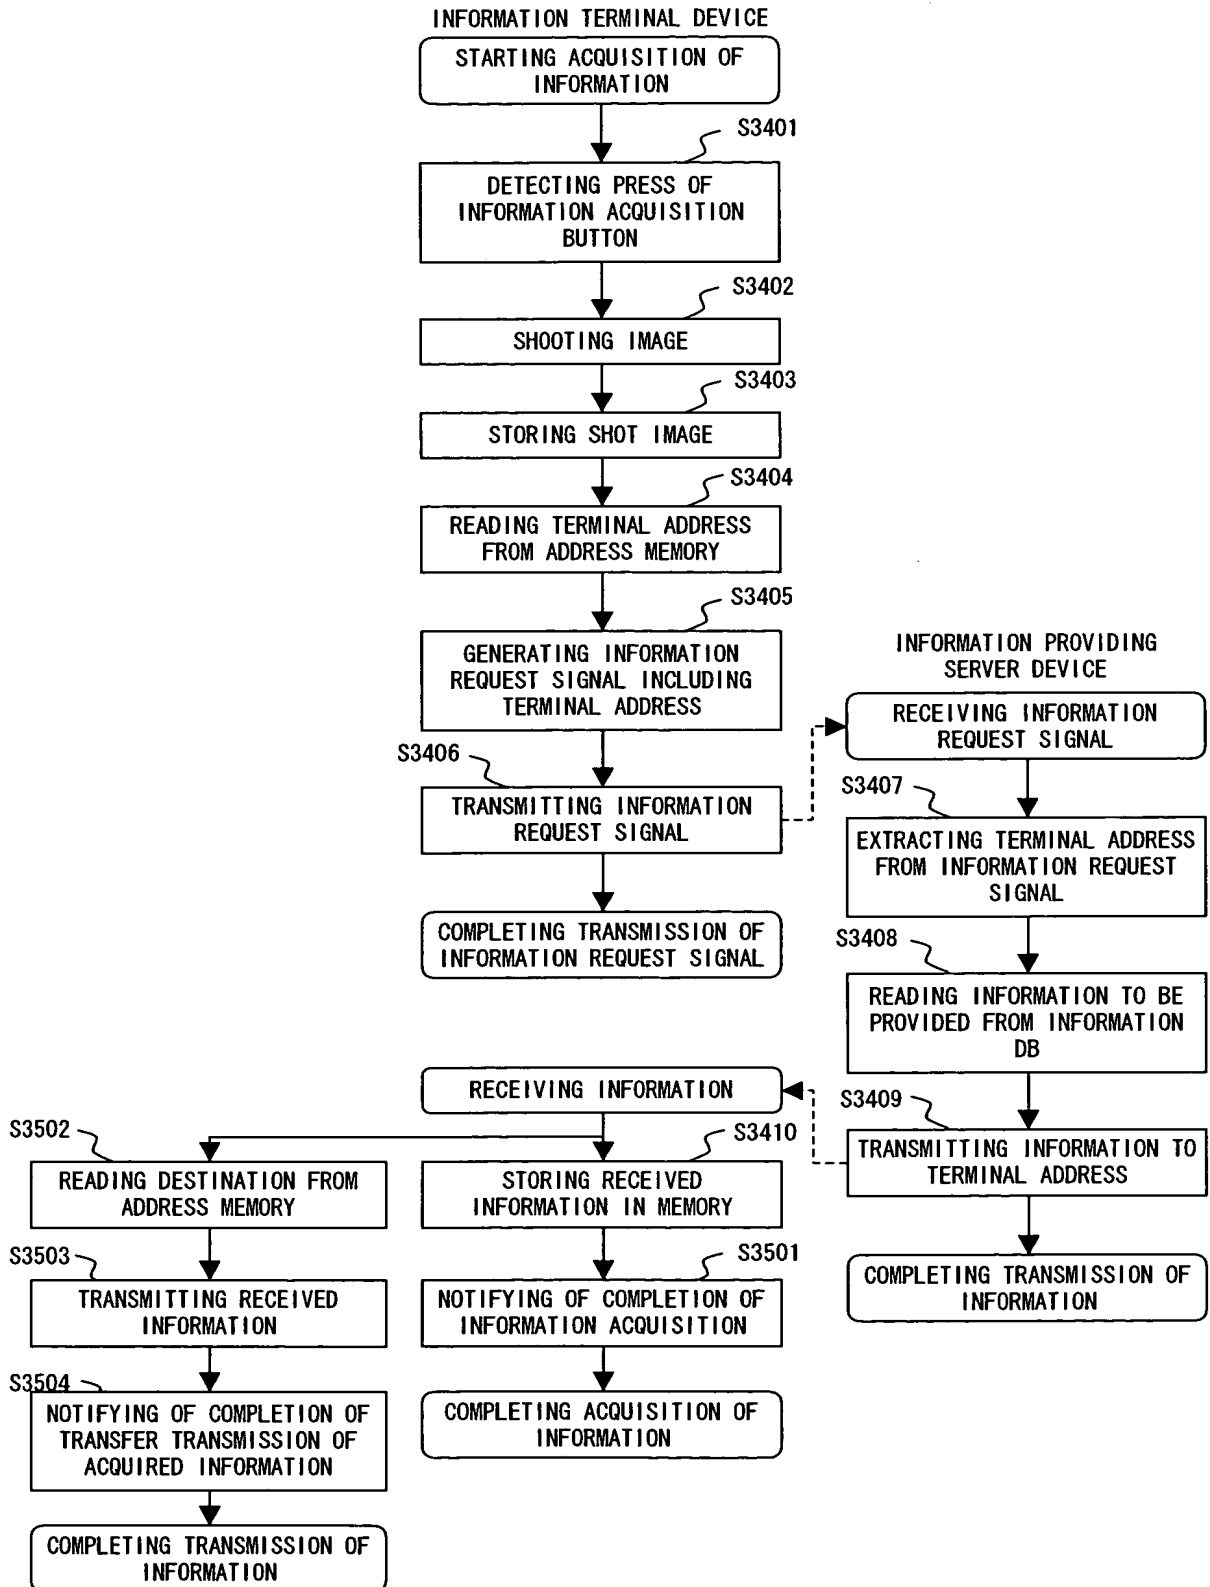 INFORMATION TERMINAL DEVICE
STARTING ACQUISITION OF
INFORMATION
S3401
DETECTING PRESS OF
INFORMATION ACQUISITION
BUTTON
S3402
SHOOTING IMAGE
S3403
STORING SHOT IMAGE
S3404
READING TERMINAL ADDRESS
FROM ADDRESS MEMORY
S3405
GENERATING INFORMATION
REQUEST SIGNAL INCLUDING
TERMINAL ADDRESS
S3406
TRANSMITTING INFORMATION
REQUEST SIGNAL
COMPLETING TRANSMISSION OF
INFORMATION REQUEST SIGNAL
INFORMATION PROVIDING
SERVER DEVICE
RECEIVING INFORMATION
REQUEST SIGNAL
S3407
EXTRACTING TERMINAL ADDRESS
FROM INFORMATION REQUEST
SIGNAL
S3408
READING INFORMATION TO BE
PROVIDED FROM INFORMATION
DB
S3409
TRANSMITTING INFORMATION TO
TERMINAL ADDRESS
COMPLETING TRANSMISSION OF
INFORMATION
RECEIVING INFORMATION
S3410
STORING RECEIVED
INFORMATION IN MEMORY
S3501
NOTIFYING OF COMPLETION OF
INFORMATION ACQUISITION
COMPLETING ACQUISITION OF
INFORMATION
S3502
READING DESTINATION FROM
ADDRESS MEMORY
S3503
TRANSMITTING RECEIVED
INFORMATION
S3504
NOTIFYING OF COMPLETION OF
TRANSFER TRANSMISSION OF
ACQUIRED INFORMATION
COMPLETING TRANSMISSION OF
INFORMATION